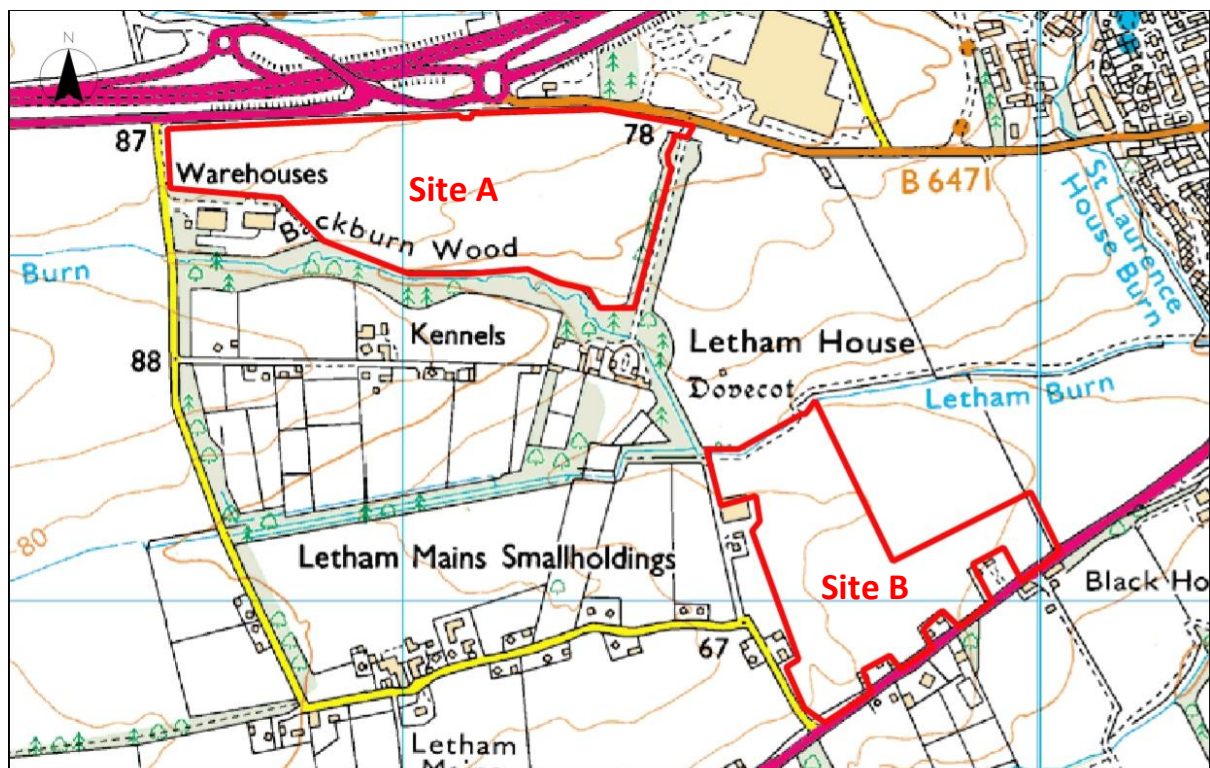 N
87
78
Warehouses
Site A
B 6471
Backburn Wood
St Laurence
House Burn
Burn
Kennels
Letham House
88
Dovecot
Letham Burn
80
Letham Mains Smallholdings
Site B
Black Ho
67
Letham
Mains